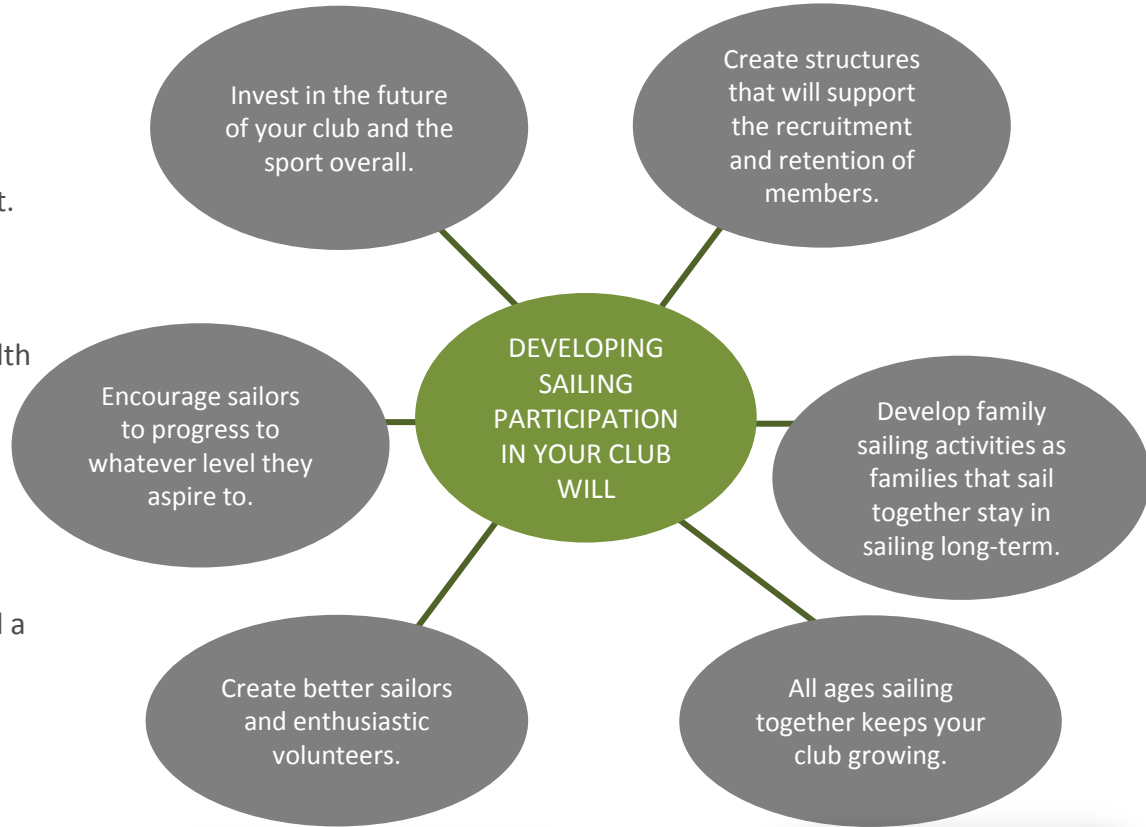 Invest in the future
of your club and the
sport overall.
Create structures
that will support
the recruitment
and retention of
members.
t.
lth
Encourage sailors
to progress to
whatever level they
aspire to.
DEVELOPING
SAILING
PARTICIPATION
IN YOUR CLUB
WILL
Develop family
sailing activities as
families that sail
together stay in
sailing long-term.
a
Create better sailors
and enthusiastic
volunteers.
All ages sailing
together keeps your
club growing.